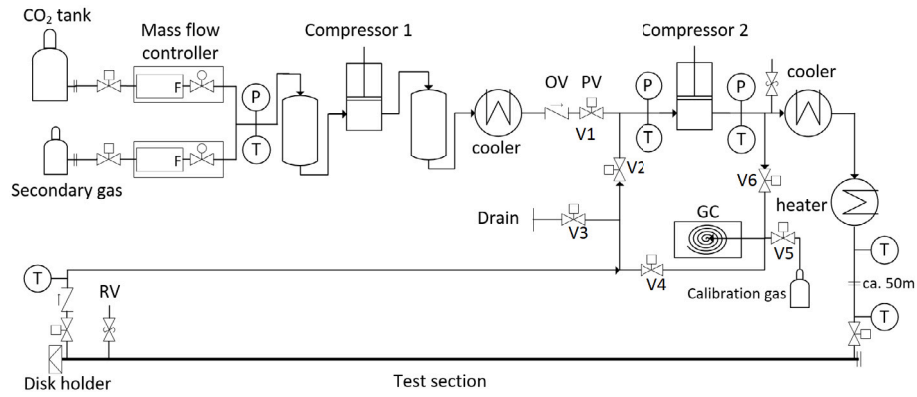 CO₂ tank
Mass flow
controller
Compressor 1
Compressor 2
cooler
F
P
T
OV PV
P
P
T
T
V1
cooler
F
Secondary gas
V2
V6
heater
Drain
V3
GC
V5
T
T
RV
V4
Calibration gas
ca. 50m
T
Disk holder
Test section